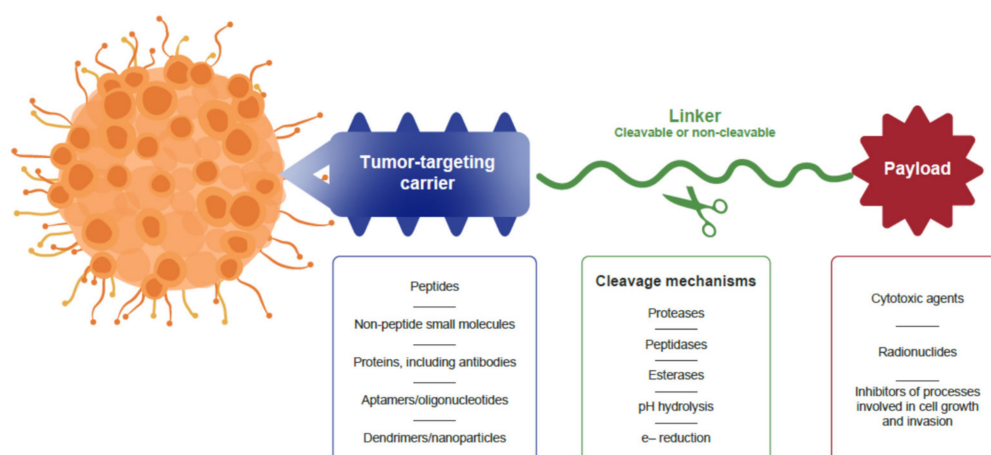 Linker
Cleavable or non-cleavable
Tumor-targeting
carrier
Payload
Peptides
Non-peptide small molecules
Proteins, including antibodies
Aptamers/oligonucleotides
Dendrimers/nanoparticles
Cleavage mechanisms
Proteases
Peptidases
Esterases
pH hydrolysis
e– reduction
Cytotoxic agents
Radionuclides
Inhibitors of processes
involved in cell growth
and invasion